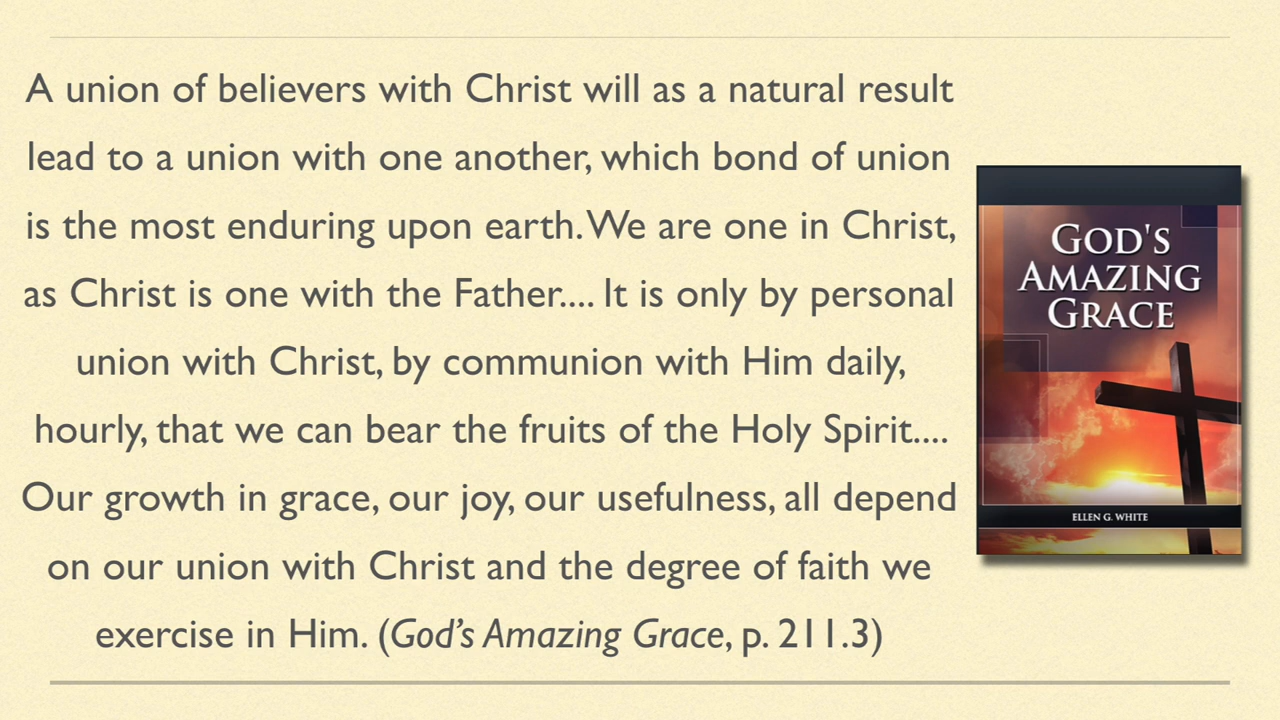 A union of believers with Christ will as a natural result
lead to a union with one another, which bond of union
is the most enduring upon earth. We are one in Christ,
as Christ is one with the Father.... It is only by personal
union with Christ, by communion with Him daily,
hourly, that we can bear the fruits of the Holy Spirit....
Our growth in grace, our joy, our usefulness, all depend
on our union with Christ and the degree of faith we
exercise in Him. (God's Amazing Grace, p. 211.3)
GOD'S
AMAZING
GRACE
ELLEN G. WHITE